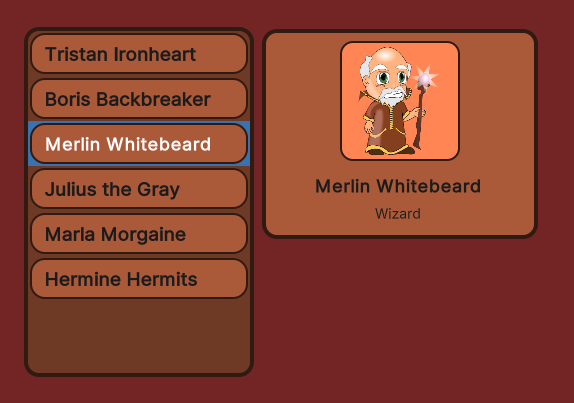 Tristan Ironheart
Boris Backbreaker
Merlin Whitebeard
Julius the Gray
Marla Morgaine
Hermine Hermits
Merlin Whitebeard
Wizard